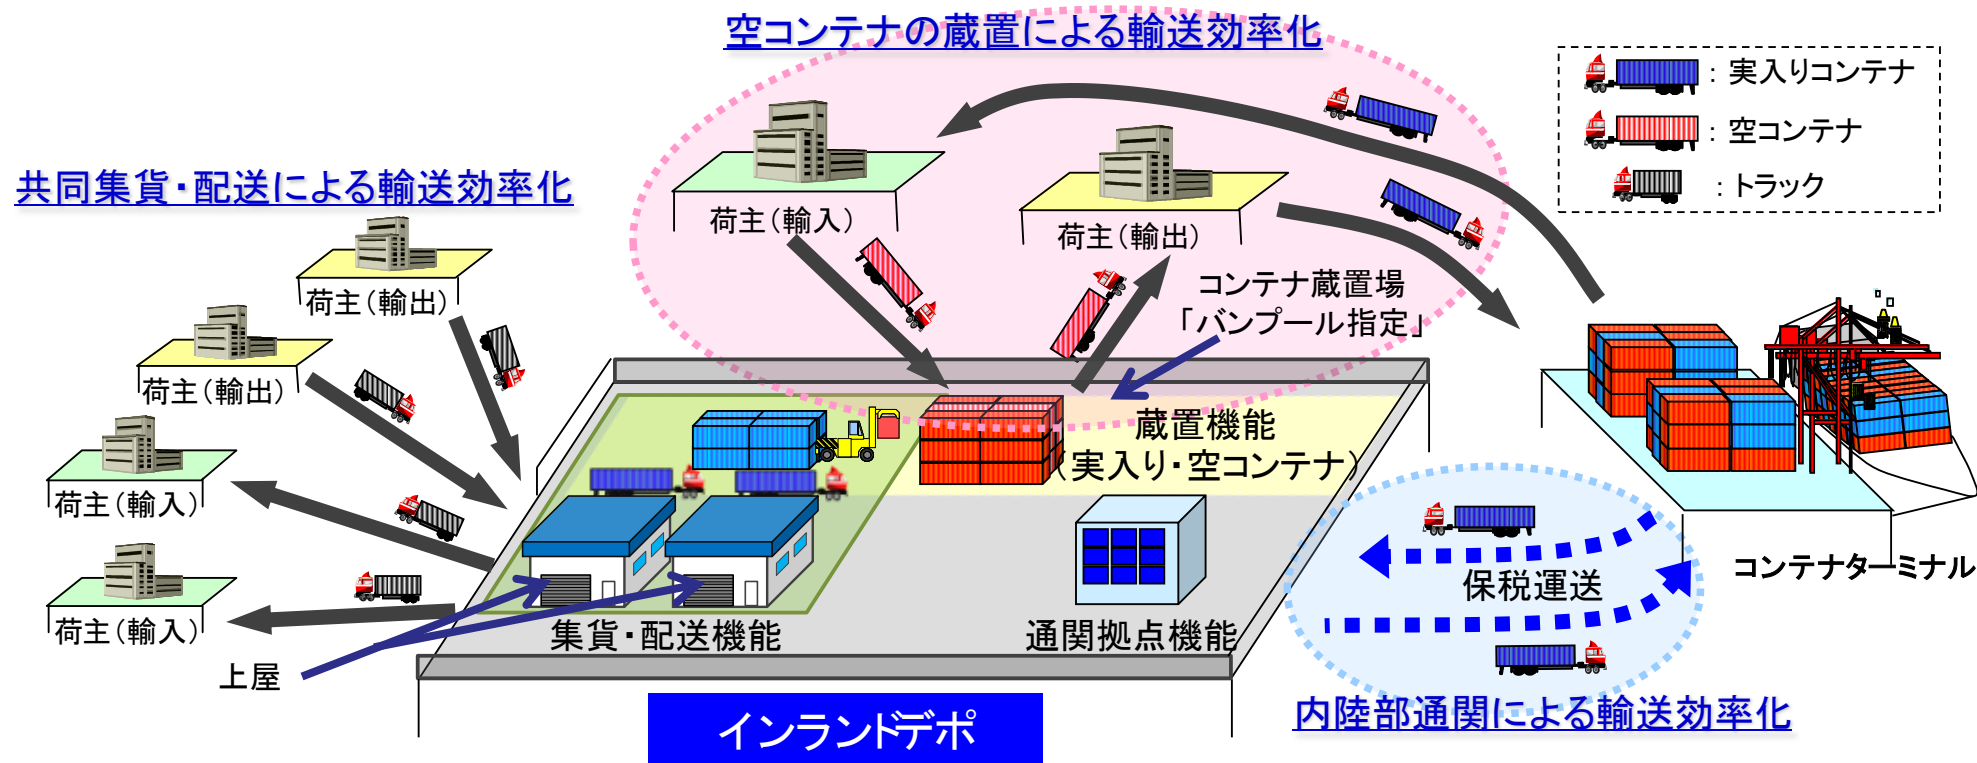 空コンテナの蔵置による輸送効率化
：実入りコンテナ
：空コンテナ
：トラック
共同集貨・配送による輸送効率化
荷主（輸入）
荷主（輸出）
荷主（輸出）
荷主（輸出）
荷主（輸入）
荷主（輸入）
コンテナ蔵置場
「バンプール指定」
蔵置機能
（実入り・空コンテナ）
保税運送
コンテナターミナル
集貨・配送機能
通関拠点機能
上屋
内陸部通関による輸送効率化
インランドデポ